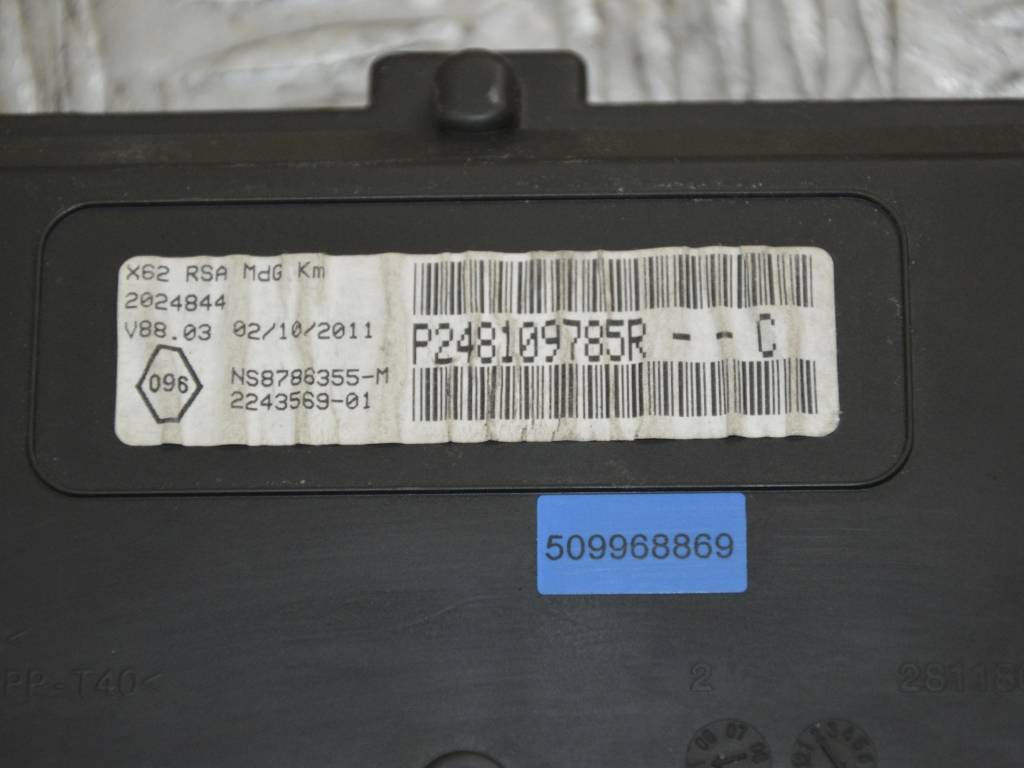 X62 RSA MdG Km
2024844
V88.03 02/10/2011
096
NS8786355-M
2243569-01
P248109785R - - C
509968869
PP-T40<
2